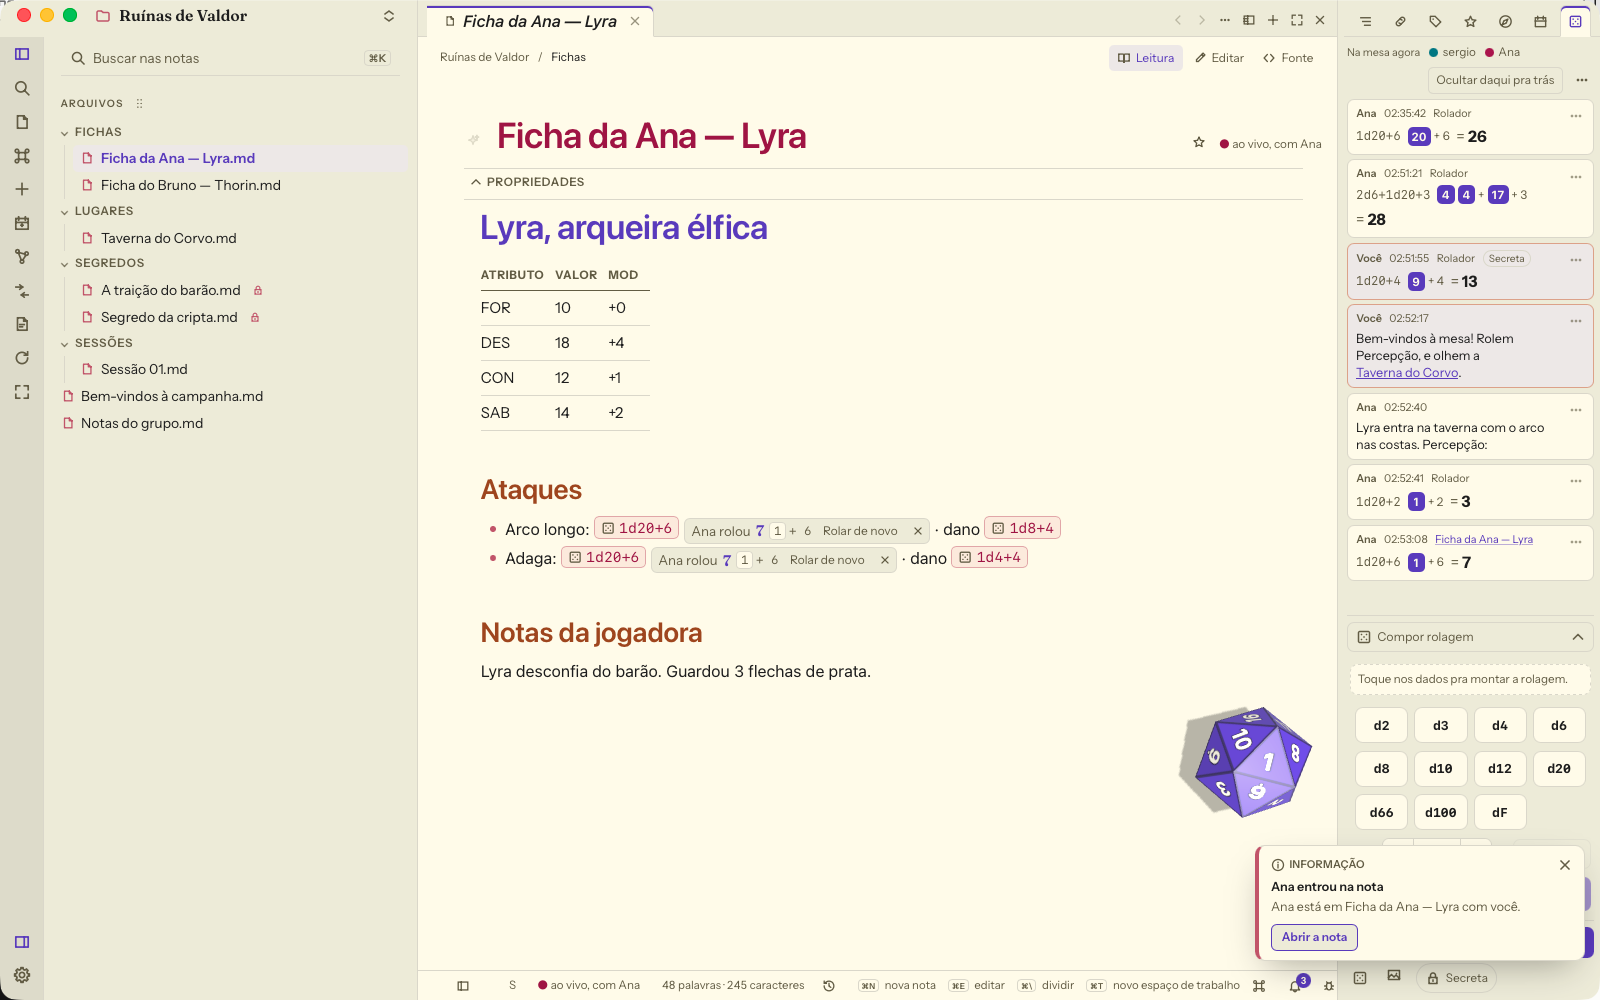 Ruínas de Valdor
Buscar nas notas ⌘K
ARQUIVOS
FICHAS
Ficha da Ana — Lyra.md
Ficha do Bruno — Thorin.md
LUGARES
Taverna do Corvo.md
SEGREDOS
A traição do barão.md
Segredo da cripta.md
SESSÕES
Sessão 01.md
Bem-vindos à campanha.md
Notas do grupo.md
Ficha da Ana — Lyra
Ruínas de Valdor / Fichas
Leitura Editar Fonte
Ficha da Ana — Lyra
ao vivo, com Ana
PROPRIEDADES
Lyra, arqueira élfica
ATRIBUTO VALOR MOD
FOR 10 +0
DES 18 +4
CON 12 +1
SAB 14 +2
Ataques
Arco longo: 1d20+6 Ana rolou 7 1 + 6 Rolar de novo · dano 1d8+4
Adaga: 1d20+6 Ana rolou 7 1 + 6 Rolar de novo · dano 1d4+4
Notas da jogadora
Lyra desconfia do barão. Guardou 3 flechas de prata.
10 1 8 9 3
S ao vivo, com Ana 48 palavras · 245 caracteres ⌘N nova nota ⌘E editar ⌘\ dividir ⌘T novo espaço de trabalho 3
Na mesa agora sergio Ana
Ocultar daqui pra trás
Ana 02:35:42 Rolador
1d20+6 20 + 6 = 26
Ana 02:51:21 Rolador
2d6+1d20+3 4 4 + 17 + 3
= 28
Você 02:51:55 Rolador Secreta
1d20+4 9 + 4 = 13
Você 02:52:17
Bem-vindos à mesa! Rolem
Percepção, e olhem a
Taverna do Corvo.
Ana 02:52:40
Lyra entra na taverna com o arco
nas costas. Percepção:
Ana 02:52:41 Rolador
1d20+2 1 + 2 = 3
Ana 02:53:08 Ficha da Ana — Lyra
1d20+6 1 + 6 = 7
Compor rolagem
Toque nos dados pra montar a rolagem.
d2 d3 d4 d6
d8 d10 d12 d20
d66 d100 dF
INFORMAÇÃO
Ana entrou na nota
Ana está em Ficha da Ana — Lyra com você.
Abrir a nota
Secreta